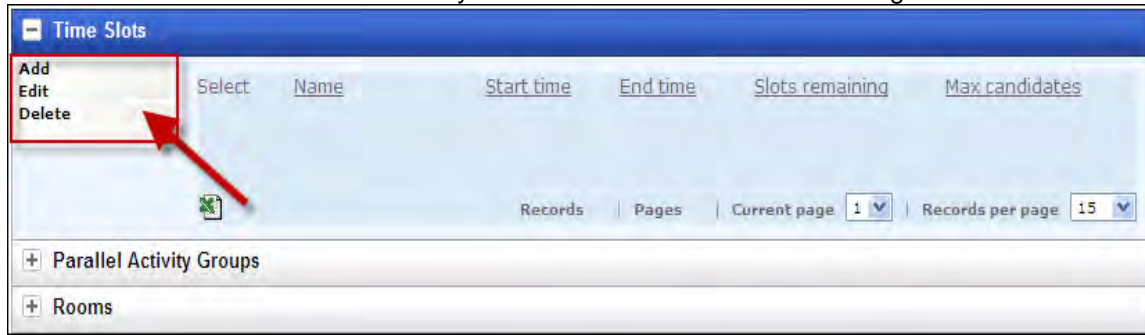 Time Slots
Add
Edit
Delete
Select Name Start time End time Slots remaining Max candidates
Records | Pages | Current page 1 | Records per page 15
Parallel Activity Groups
Rooms